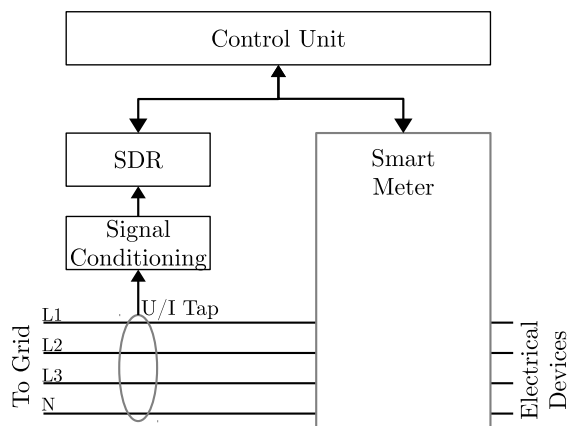 Control Unit
SDR
Smart
Meter
Signal
Conditioning
U/I Tap
L1
L2
L3
N
To Grid
Electrical
Devices